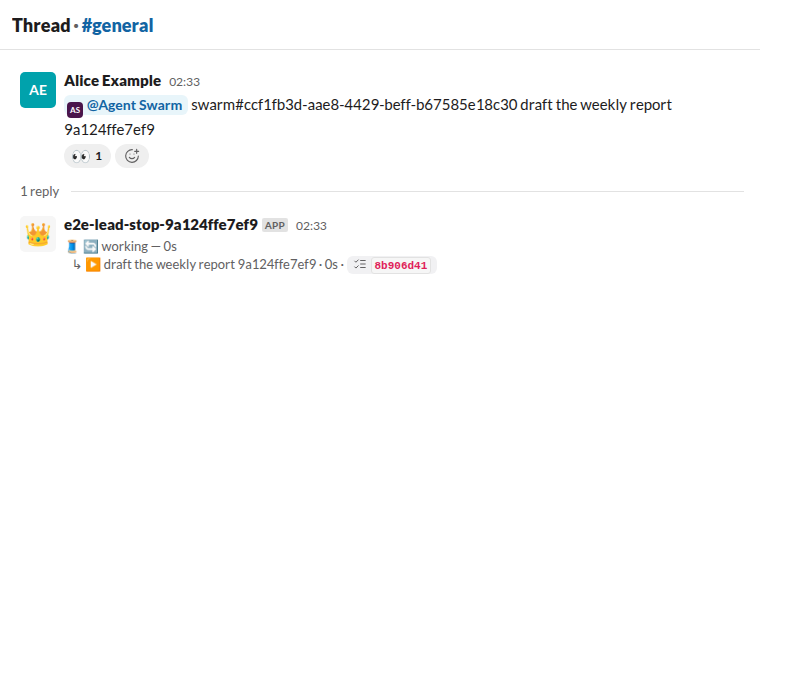 Thread • #general
AE
Alice Example 02:33
AS @Agent Swarm swarm#ccf1fb3d-aae8-4429-beff-b67585e18c30 draft the weekly report
9a124ffe7ef9
👀 1
1 reply
e2e-lead-stop-9a124ffe7ef9 APP 02:33
🧵 🔄 working — 0s
↳ ▶️ draft the weekly report 9a124ffe7ef9 · 0s · 8b906d41